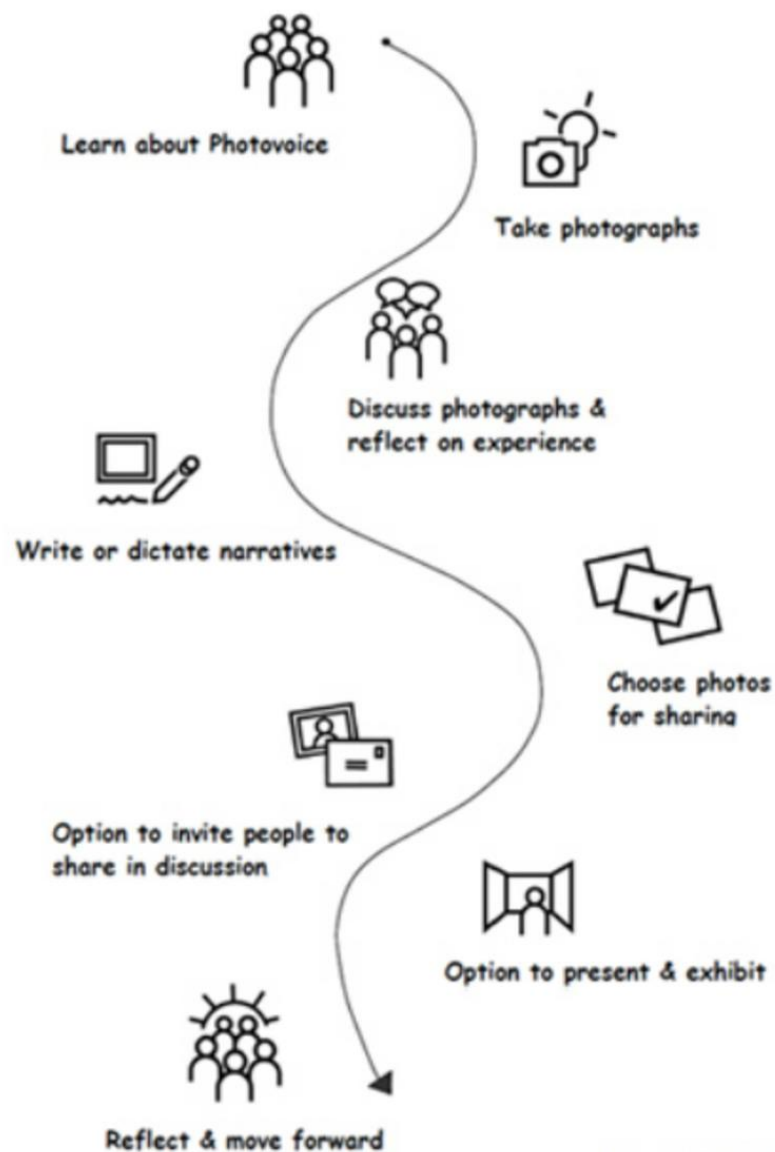 Learn about Photovoice
Take photographs
Discuss photographs &
reflect on experience
Write or dictate narratives
Choose photos
for sharing
Option to invite people to
share in discussion
Option to present & exhibit
Reflect & move forward